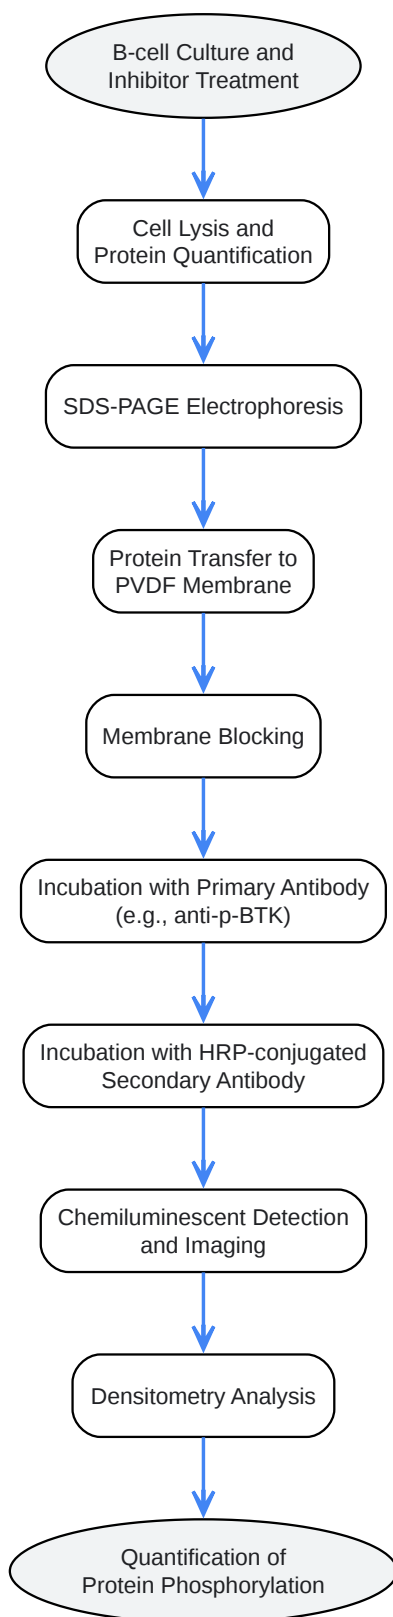 B-cell Culture and
Inhibitor Treatment
Cell Lysis and
Protein Quantification
SDS-PAGE Electrophoresis
Protein Transfer to
PVDF Membrane
Membrane Blocking
Incubation with Primary Antibody
(e.g., anti-p-BTK)
Incubation with HRP-conjugated
Secondary Antibody
Chemiluminescent Detection
and Imaging
Densitometry Analysis
Quantification of
Protein Phosphorylation